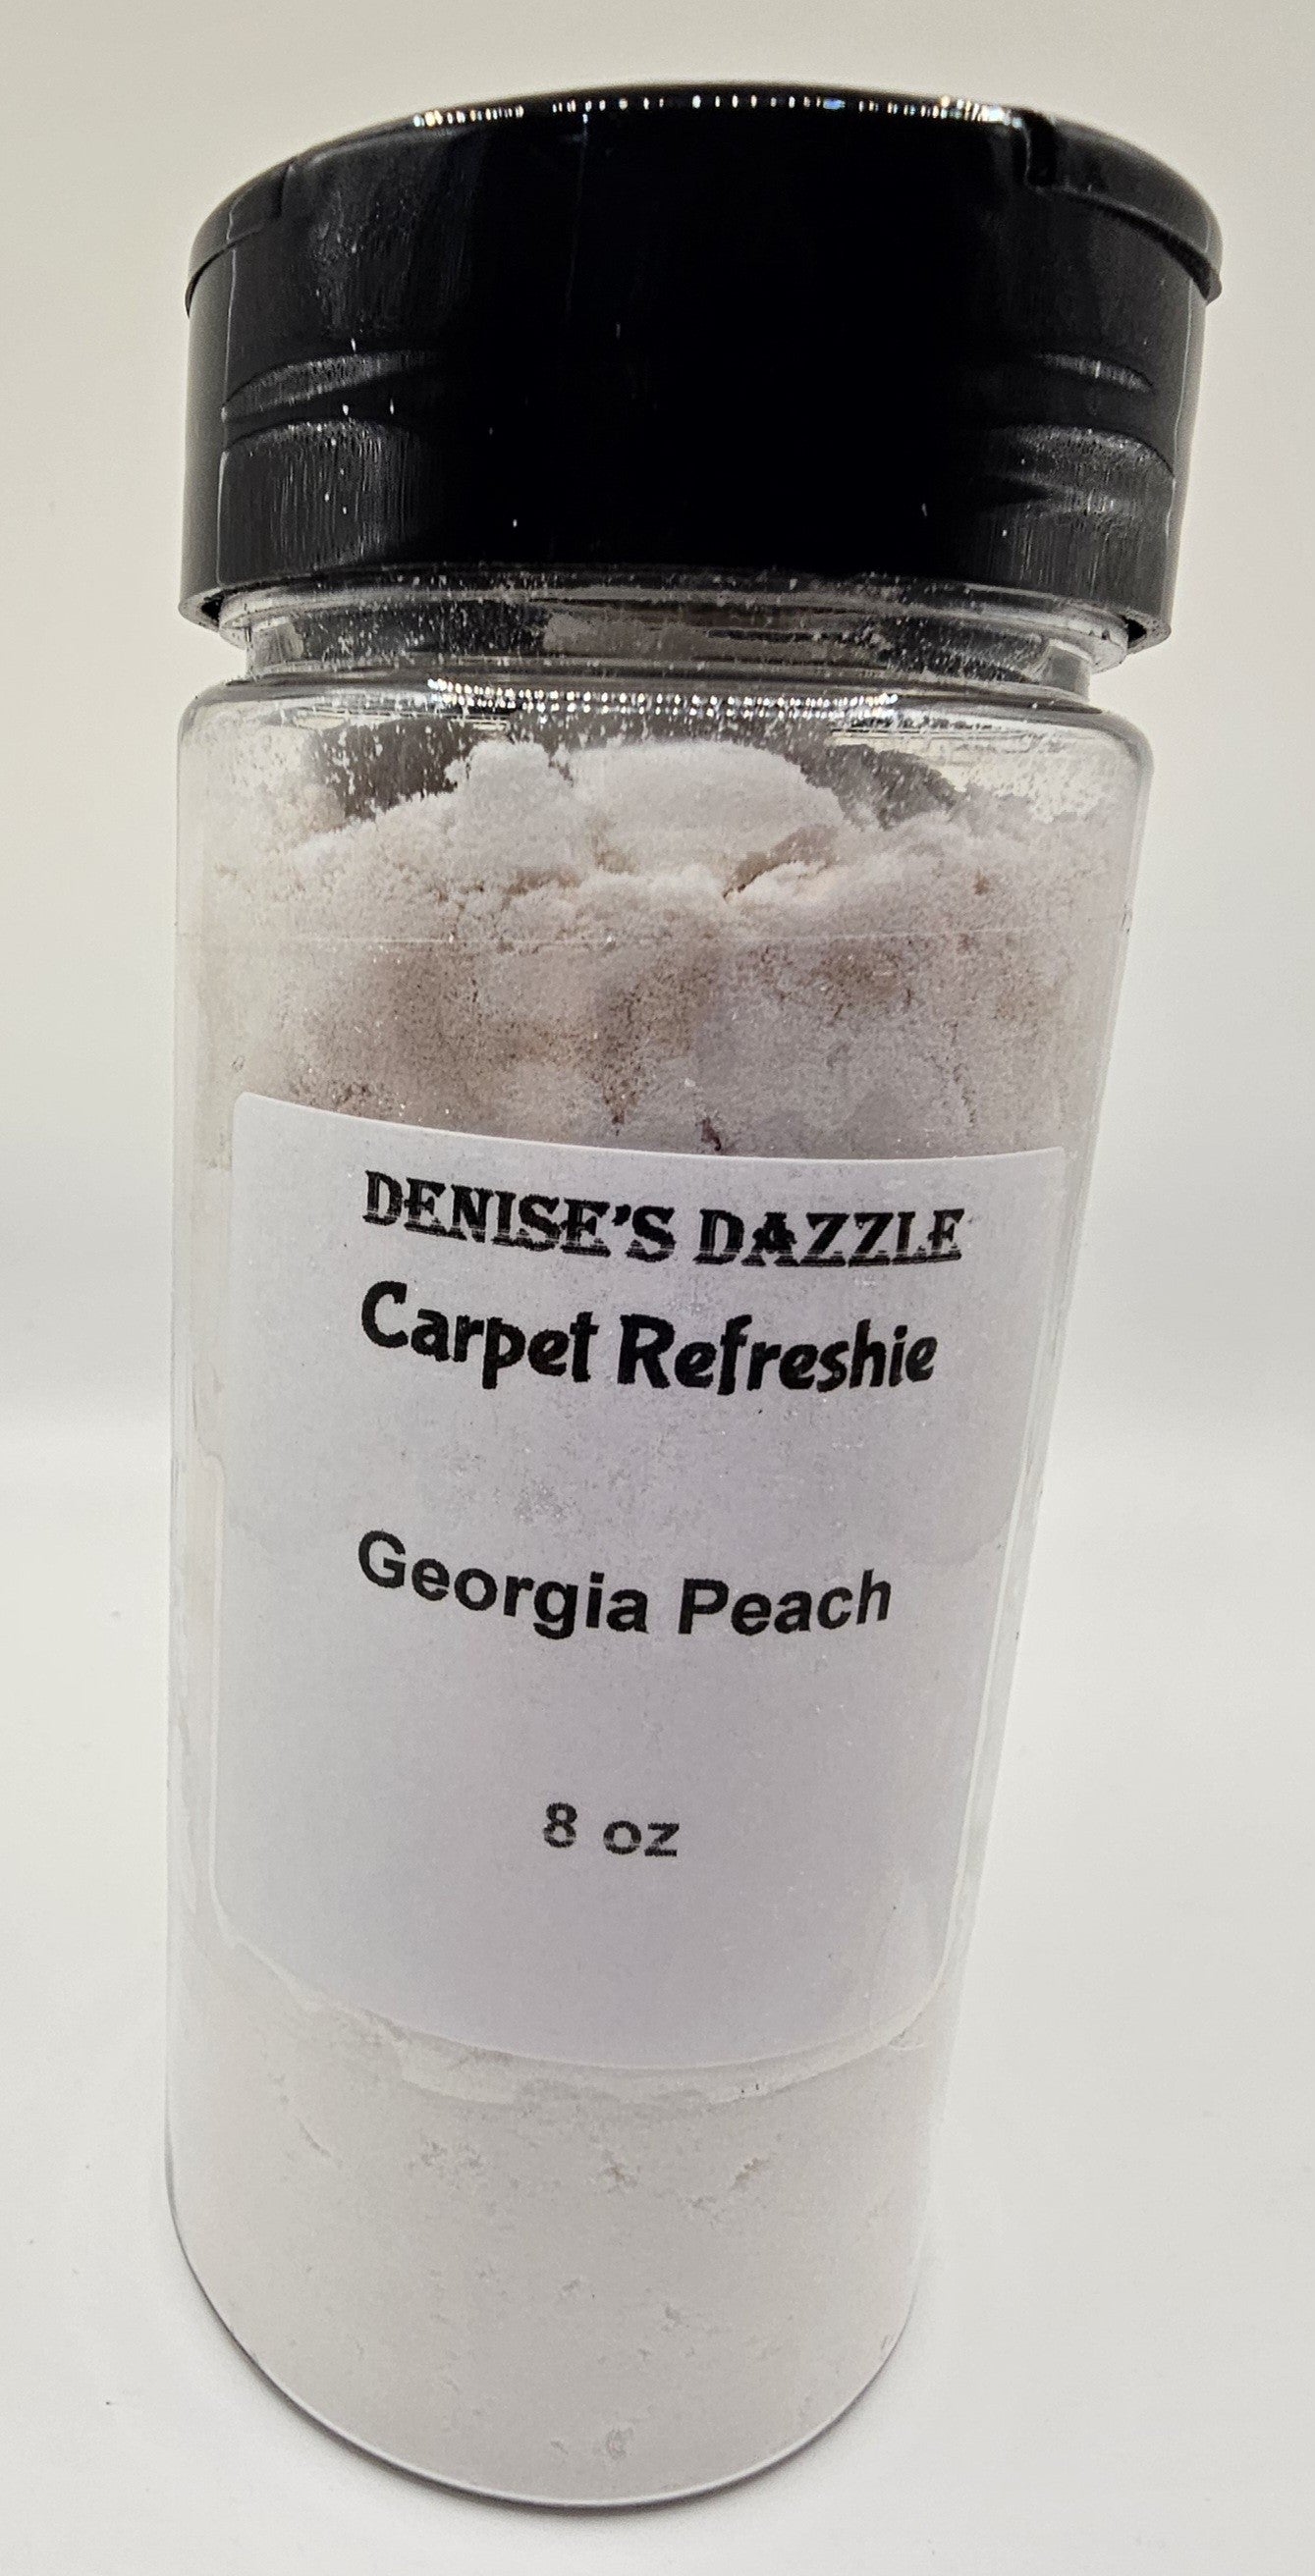 DENISE'S DAZZLE
Carpet Refreshie
Georgia Peach
8 oz